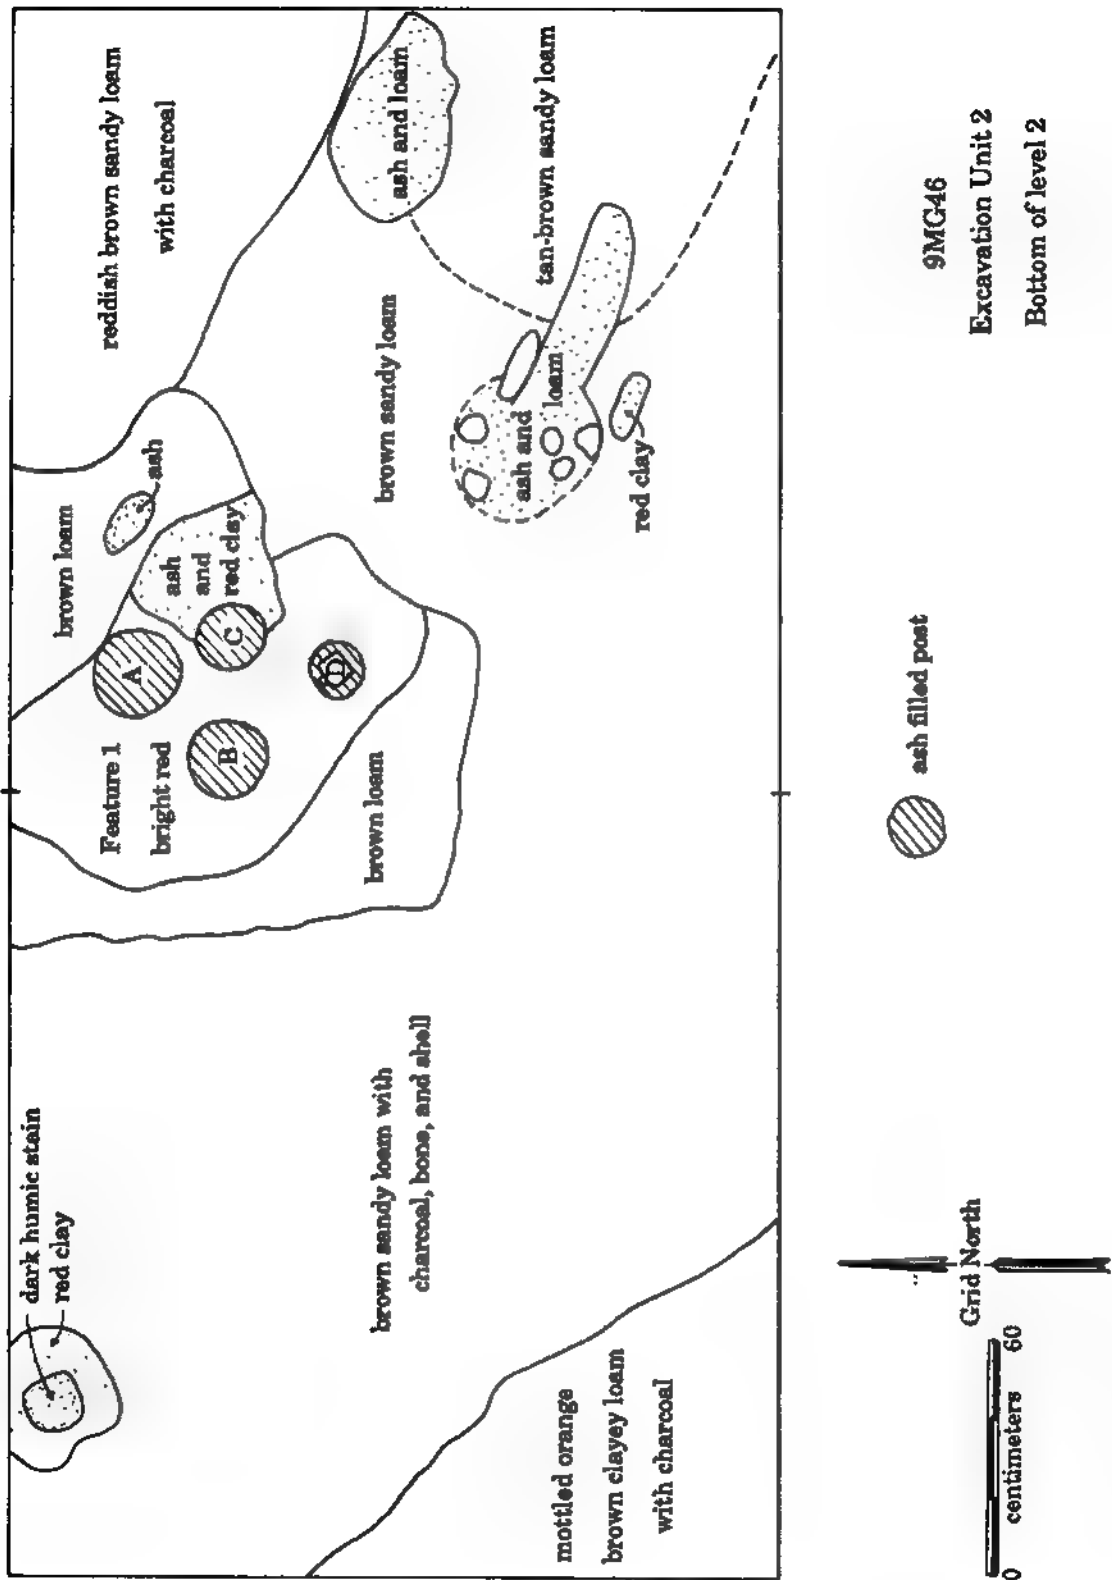 dark humic stain
red clay
Feature 1
bright red
A
B
C
D
brown loam
ash
ash
and
red clay
reddish brown sandy loam
with charcoal
ash and loam
brown loam
brown sandy loam
tan-brown sandy loam
ash and
loam
red clay
brown sandy loam with
charcoal, bone, and shell
mottled orange
brown clayey loam
with charcoal
0
60
centimeters
Grid North
ash filled post
9MG46
Excavation Unit 2
Bottom of level 2